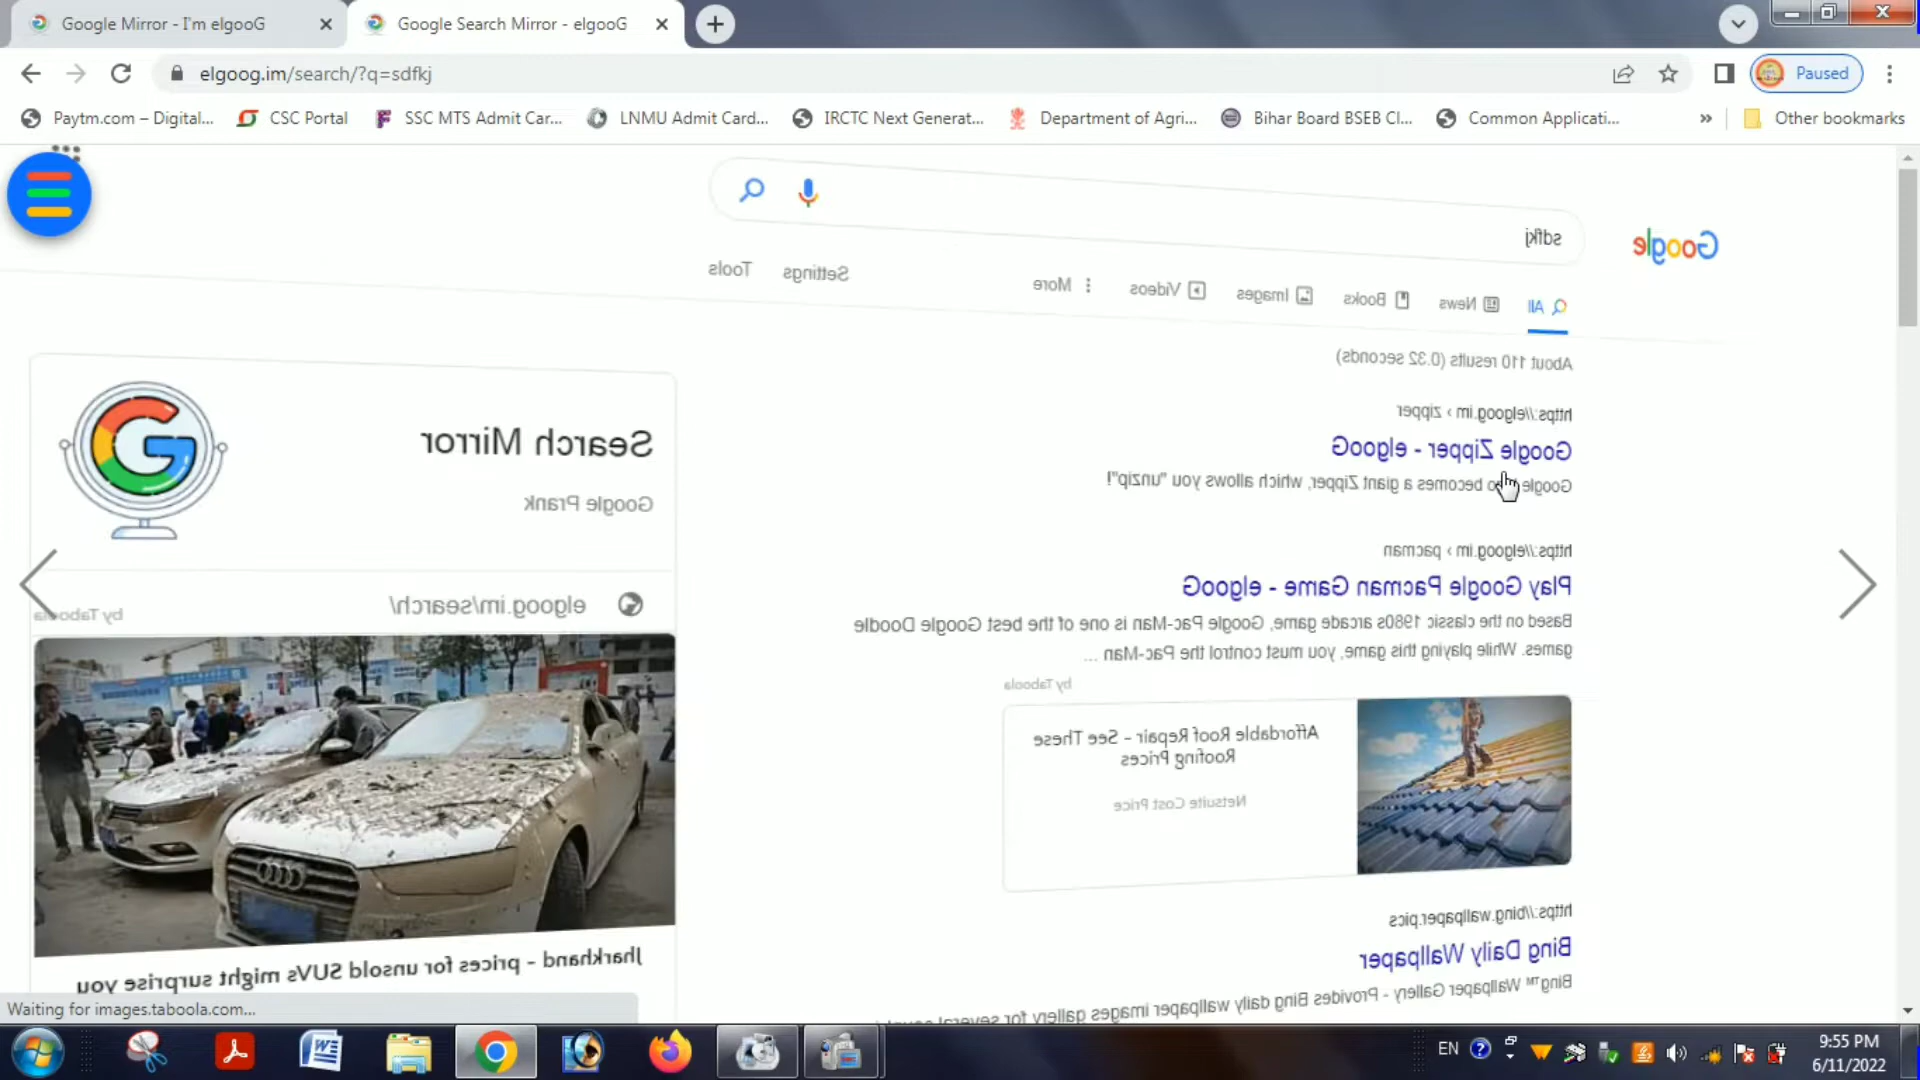 Google Mirror - I'm elgooG
Google Search Mirror - elgooG
elgoog.im/search/?q=sdfkj
Paused
Paytm.com – Digital...
CSC Portal
SSC MTS Admit Car...
LNMU Admit Card...
IRCTC Next Generat...
Department of Agri...
Bihar Board BSEB Cl...
Common Applicati...
»
Other bookmarks
sdfkj
Google
All
News
Books
Images
Videos
More
Settings
Tools
About 110 results (0.32 seconds)
https://elgoog.im › zipper
Google Zipper - elgooG
Google becomes a giant Zipper, which allows you "unzip"!
https://elgoog.im › pacman
Play Google Pacman Game - elgooG
Based on the classic 1980s arcade game, Google Pac-Man is one of the best Google Doodle
games. While playing this game, you must control the Pac-Man ...
by Taboola
Affordable Roof Repair - See These
Roofing Prices
Netsuite Cost Price
https://bing.wallpaper.pics
Bing Daily Wallpaper
Bing™ Wallpaper Gallery - Provides Bing daily wallpaper images gallery for several
Search Mirror
Google Prank
elgoog.im/search/
by Taboola
Jharkhand - prices for unsold SUVs might surprise you
Waiting for images.taboola.com...
EN
9:55 PM
6/11/2022